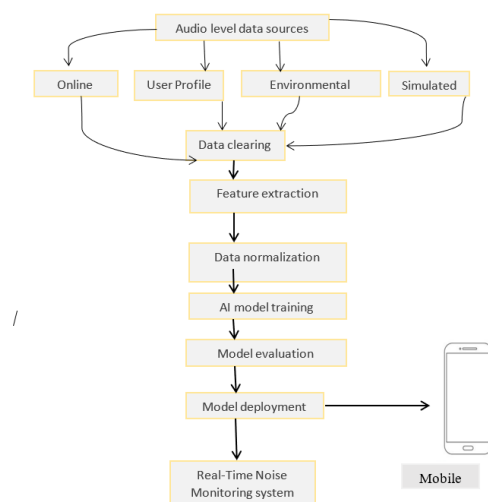 Audio level data sources
Online
User Profile
Environmental
Simulated
Data clearing
Feature extraction
Data normalization
AI model training
/
Model evaluation
Model deployment
Real-Time Noise
Monitoring system
Mobile